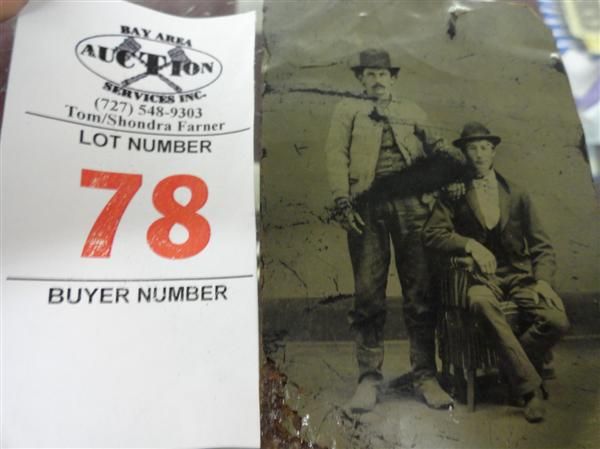 BAY AREA
AUCTION
SERVICES INC.
(727) 548-9303
Tom/Shondra Farner
LOT NUMBER
78
BUYER NUMBER